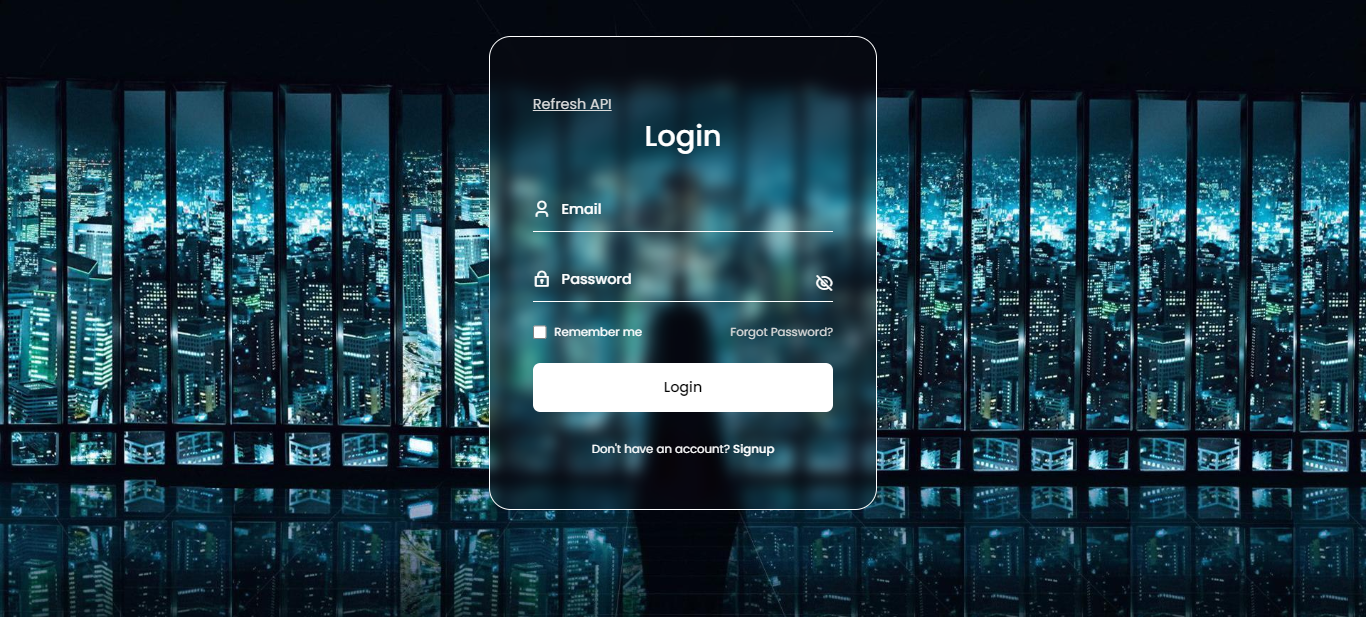 Refresh API
Login
Email
Password
Remember me Forgot Password?
Login
Don't have an account? Signup